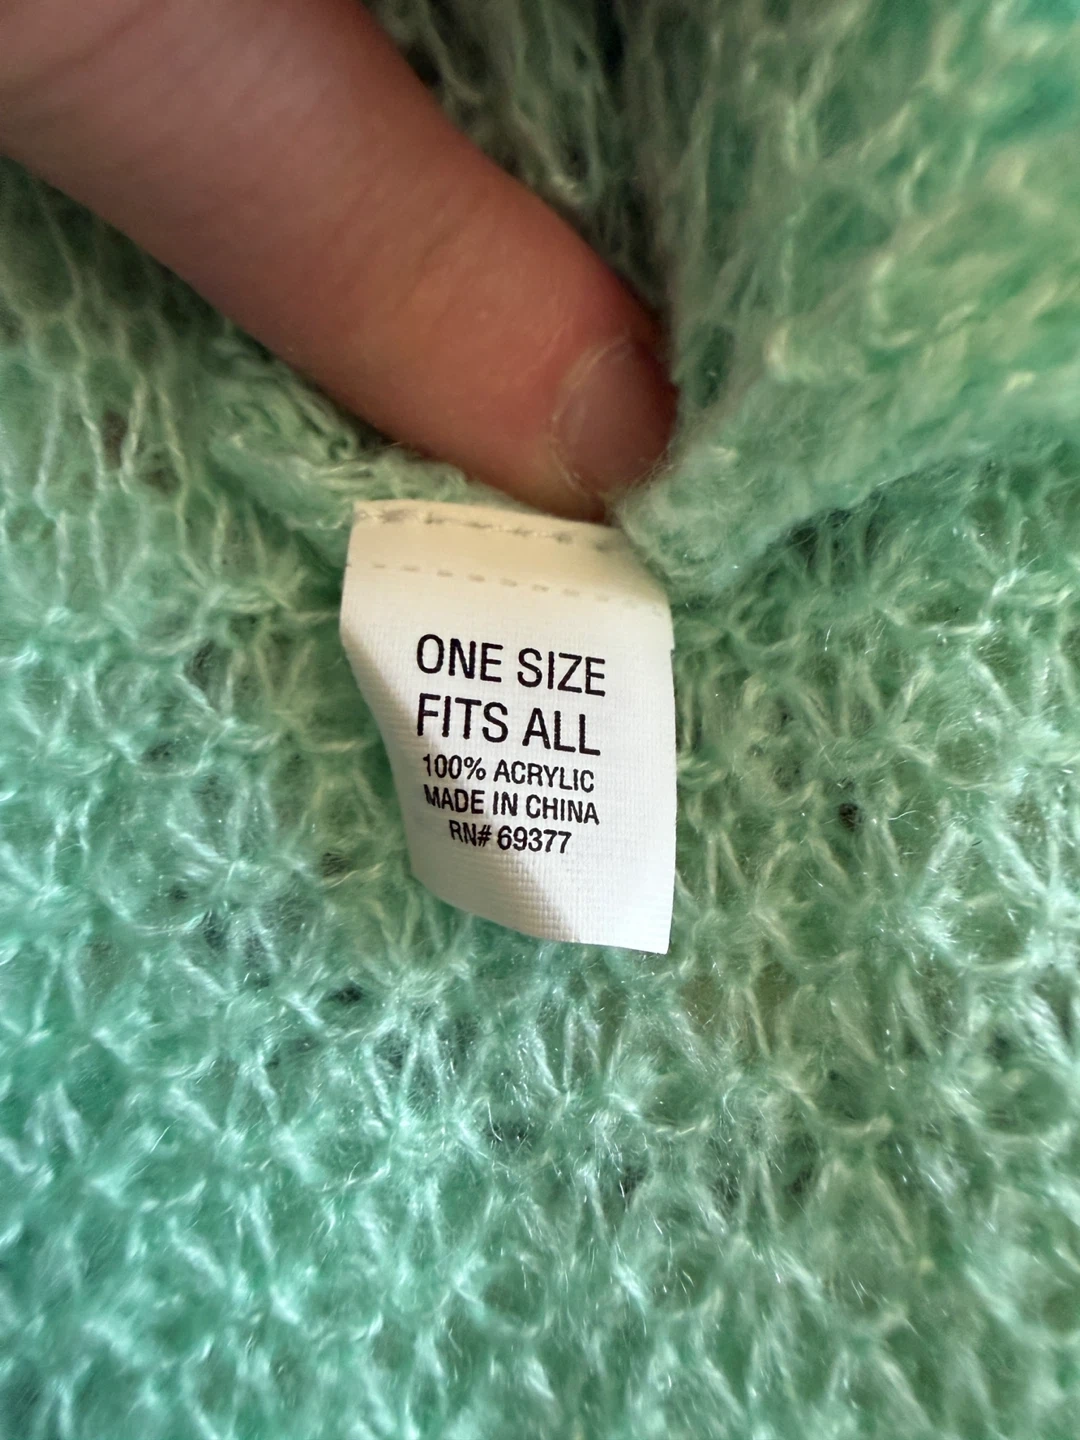 ONE SIZE
FITS ALL
100% ACRYLIC
MADE IN CHINA
RN# 69377